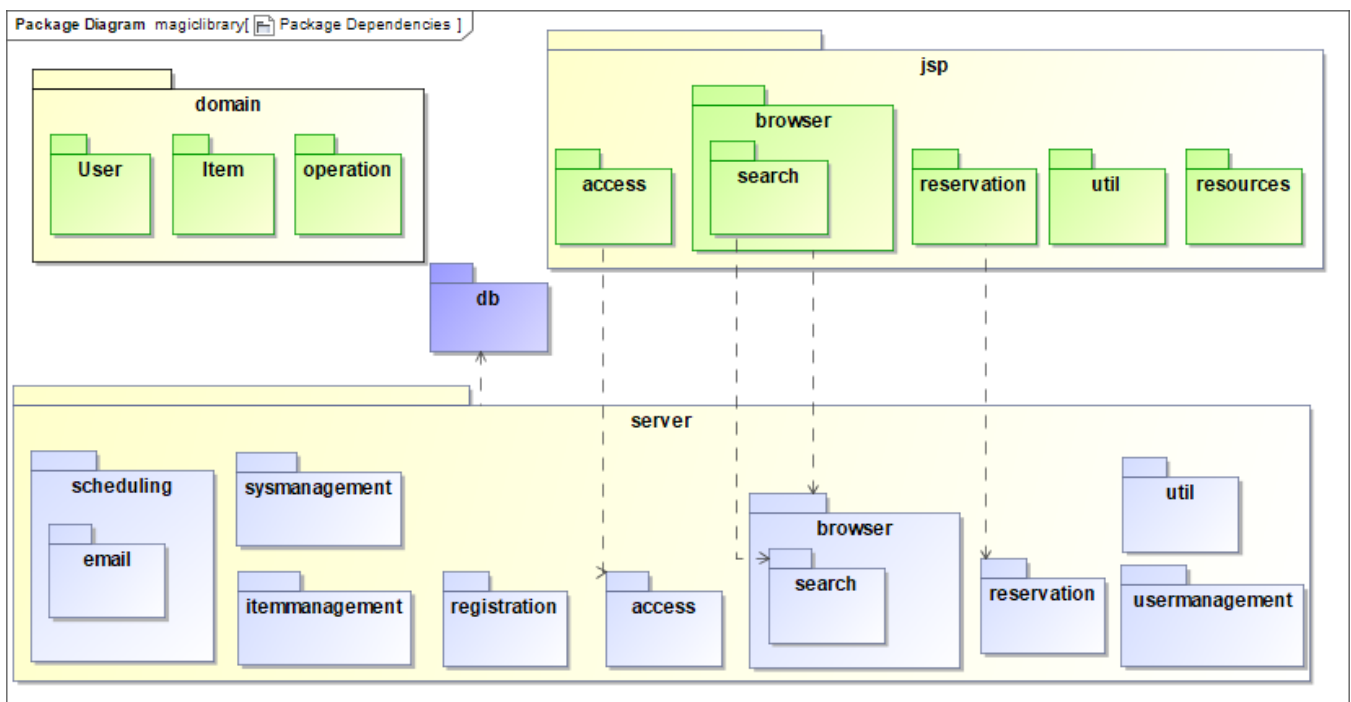 Package Diagram magiclibrary[ Package Dependencies ]
jsp
domain
browser
User
Item
operation
access
search
reservation
util
resources
db
server
scheduling
sysmanagement
util
browser
email
search
itemmanagement
registration
access
reservation
usermanagement